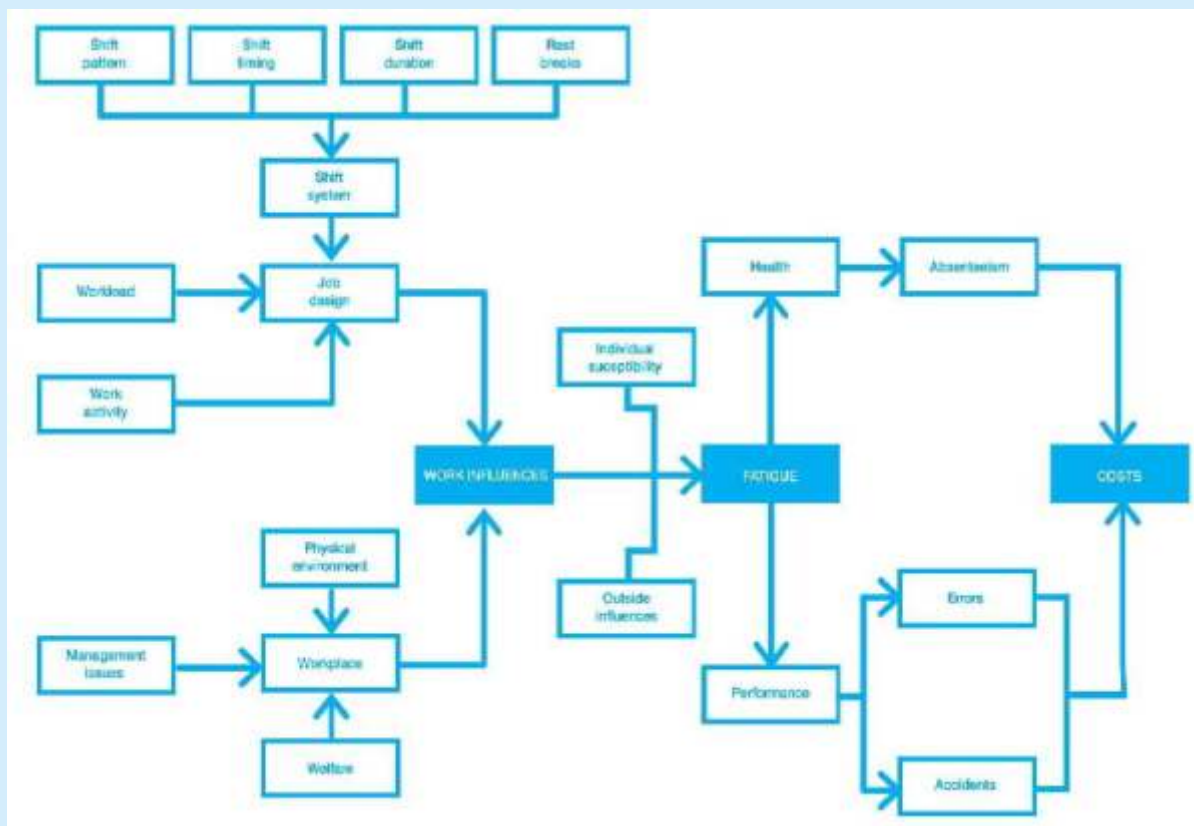 Shift
pattern
Shift
timing
Shift
duration
Rest
breaks
Shift
system
Workload
Job
design
Work
activity
Health
Absenteeism
Individual
susceptibility
WORK INFLUENCES
FATIGUE
COSTS
Physical
environment
Outside
influences
Errors
Management
issues
Workplace
Performance
Welfare
Accidents